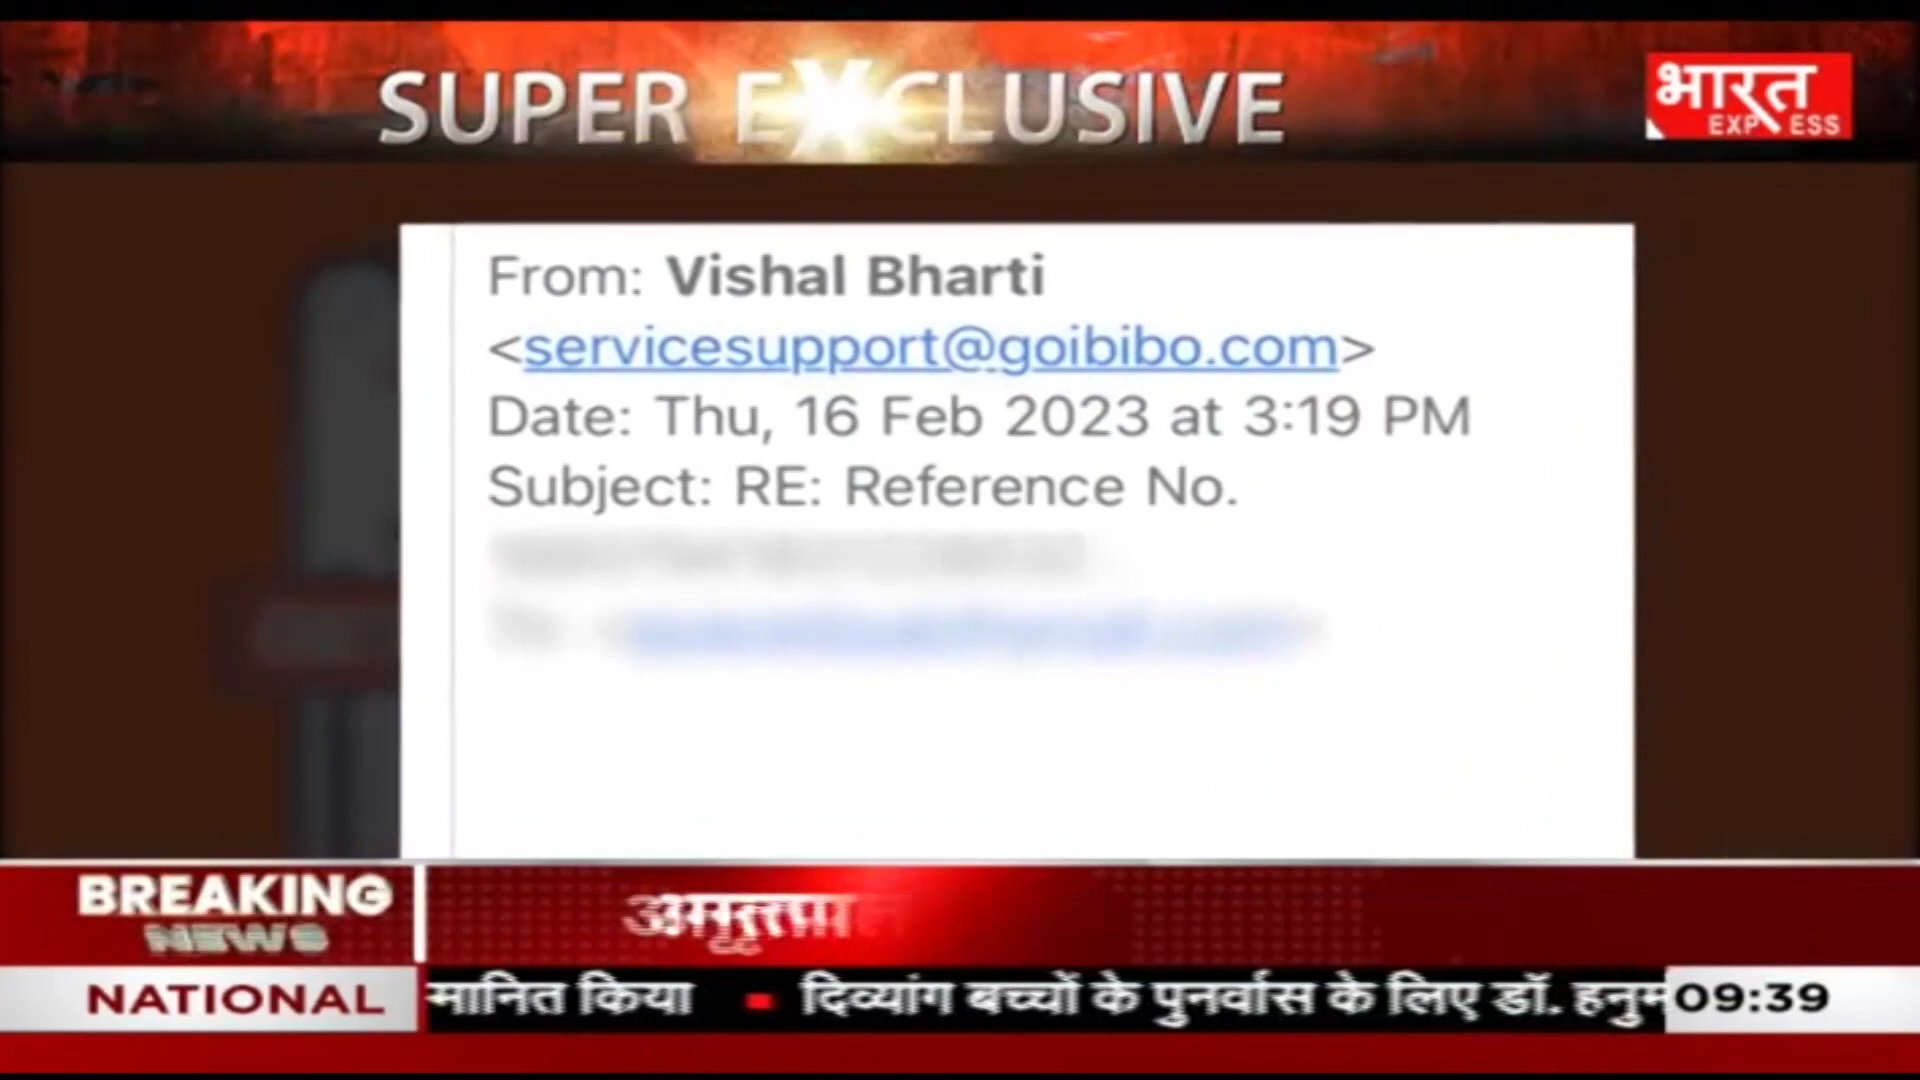 SUPER EXCLUSIVE
भारत
EXPRESS
From: Vishal Bharti
<servicesupport@goibibo.com>
Date: Thu, 16 Feb 2023 at 3:19 PM
Subject: RE: Reference No.
BREAKING
NEWS
NATIONAL
मानित किया ▪ दिव्यांग बच्चों के पुनर्वास के लिए डॉ.
09:39